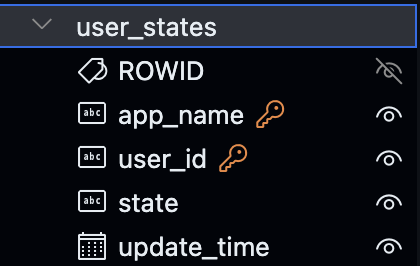 user_states
ROWID
abc app_name
abc user_id
abc state
update_time